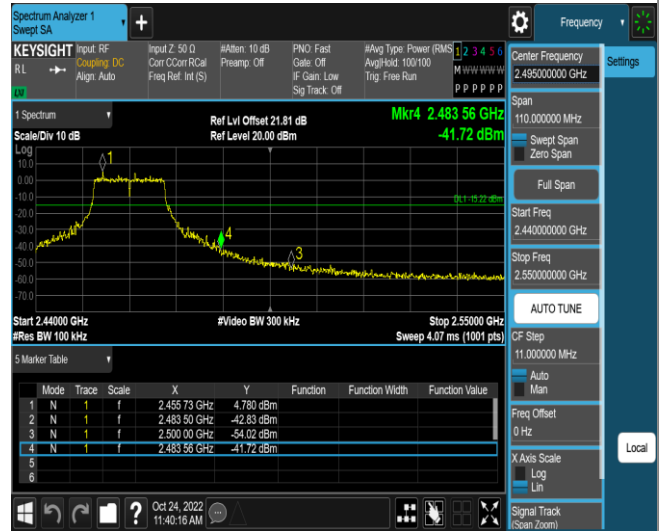 Spectrum Analyzer 1
Swept SA
+
Frequency
KEYSIGHT
RL
Input: RF
Coupling: DC
Align: Auto
Input Z: 50 Ω
Corr CCorr RCal
Freq Ref: Int (S)
#Atten: 10 dB
Preamp: Off
PNO: Fast
Gate: Off
IF Gain: Low
Sig Track: Off
#Avg Type: Power (RMS
Avg|Hold: 100/100
Trig: Free Run
1 2 3 4 5 6
M W W W W W
P P P P P P
1 Spectrum
Scale/Div 10 dB
Log
Ref Lvl Offset 21.81 dB
Ref Level 20.00 dBm
Mkr4 2.483 56 GHz
-41.72 dBm
10.0
0.00
-10.0
-20.0
-30.0
-40.0
-50.0
-60.0
-70.0
1
4
3
DL1 -15.22 dBm
Start 2.44000 GHz
#Res BW 100 kHz
#Video BW 300 kHz
Stop 2.55000 GHz
Sweep 4.07 ms (1001 pts)
5 Marker Table
Mode Trace Scale X Y Function Function Width Function Value
1 N 1 f 2.455 73 GHz 4.780 dBm
2 N 1 f 2.483 50 GHz -42.83 dBm
3 N 1 f 2.500 00 GHz -54.02 dBm
4 N 1 f 2.483 56 GHz -41.72 dBm
5
6
?
Oct 24, 2022
11:40:16 AM
Center Frequency
2.495000000 GHz
Span
110.000000 MHz
Swept Span
Zero Span
Full Span
Start Freq
2.440000000 GHz
Stop Freq
2.550000000 GHz
AUTO TUNE
CF Step
11.000000 MHz
Auto
Man
Freq Offset
0 Hz
X Axis Scale
Log
Lin
Signal Track
(Span Zoom)
Settings
Local